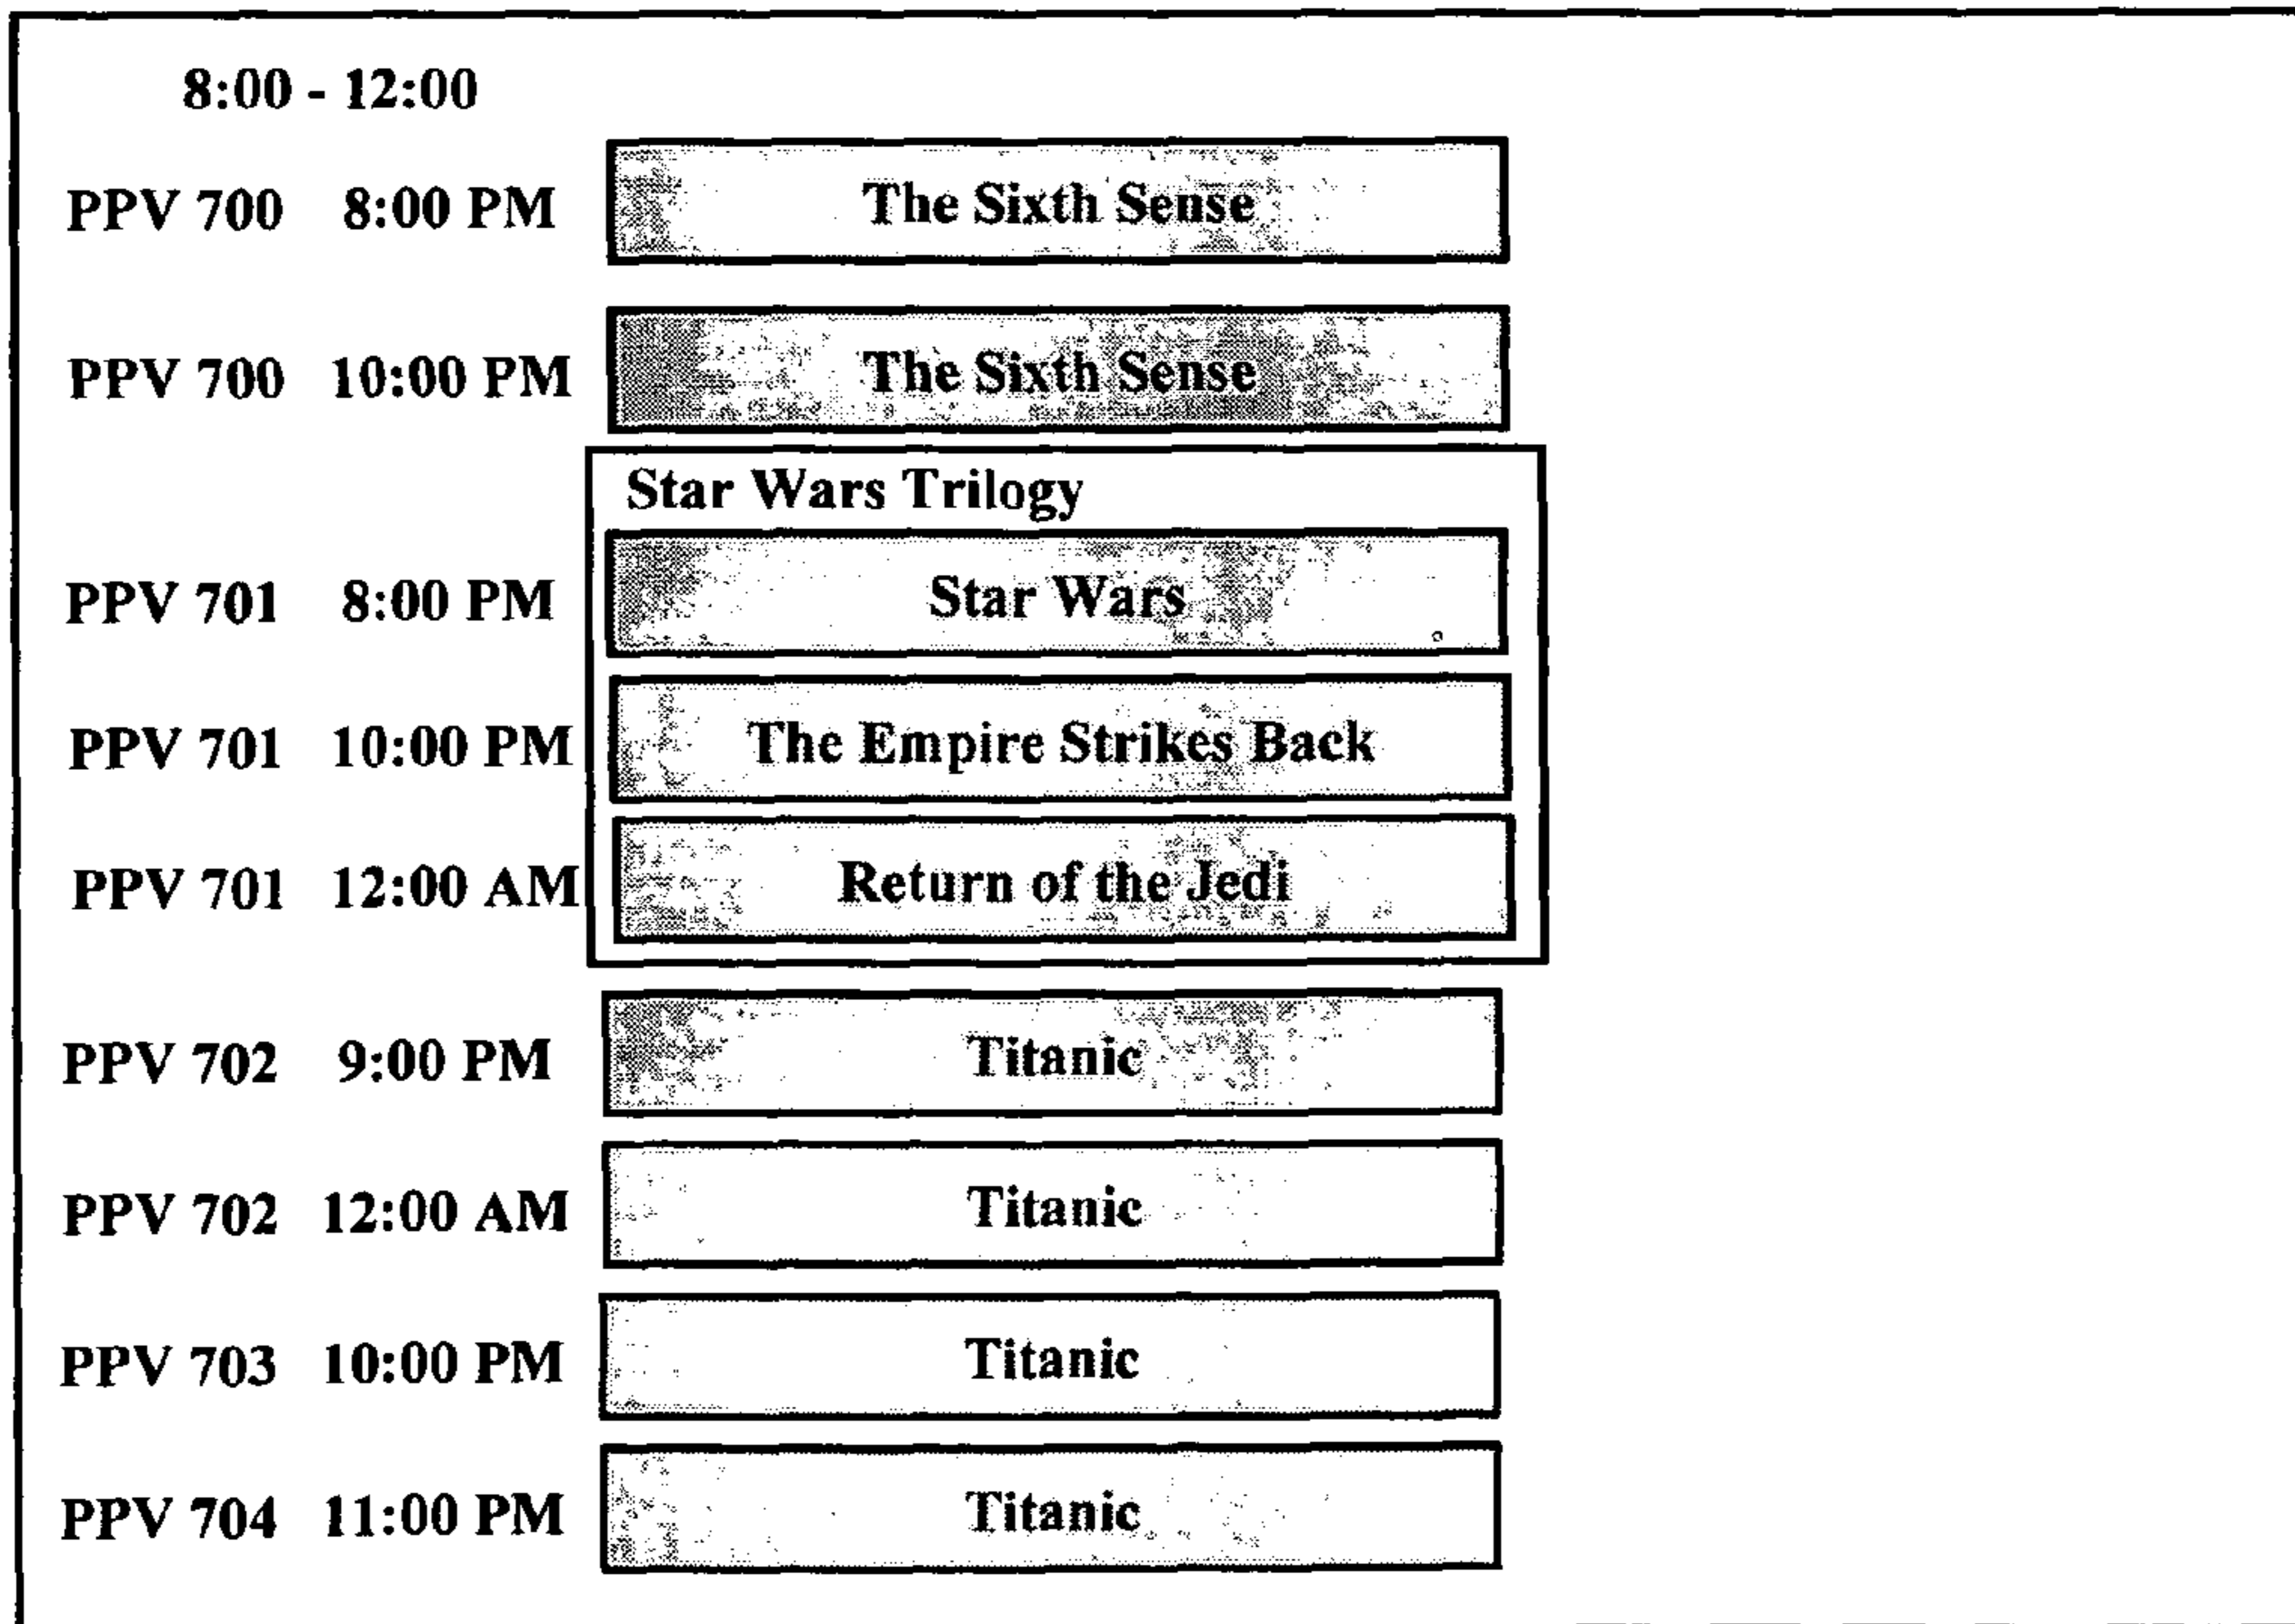 8:00 - 12:00
PPV 700 8:00 PM The Sixth Sense
PPV 700 10:00 PM The Sixth Sense
Star Wars Trilogy
PPV 701 8:00 PM Star Wars
PPV 701 10:00 PM The Empire Strikes Back
PPV 701 12:00 AM Return of the Jedi
PPV 702 9:00 PM Titanic
PPV 702 12:00 AM Titanic
PPV 703 10:00 PM Titanic
PPV 704 11:00 PM Titanic